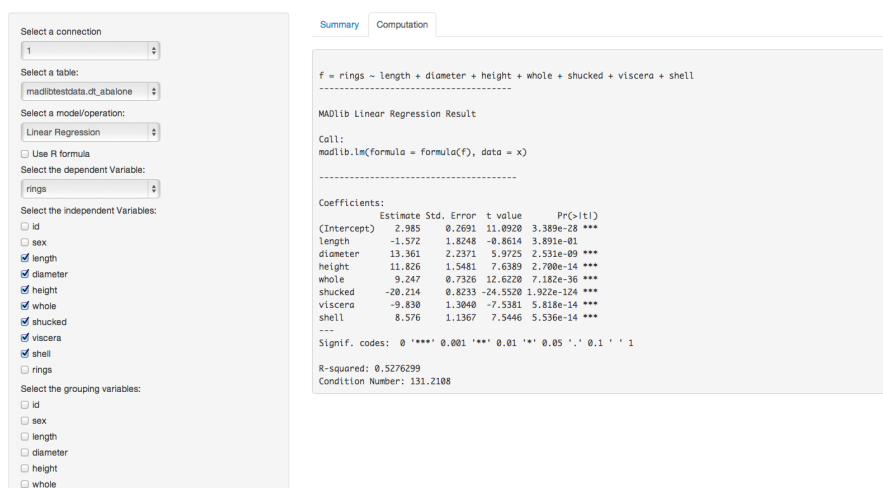 Select a connection
1
Select a table:
madlibtestdata.dt_abalone
Select a model/operation:
Linear Regression
Use R formula
Select the dependent Variable:
rings
Select the independent Variables:
id
sex
length
diameter
height
whole
shucked
viscera
shell
rings
Select the grouping variables:
id
sex
length
diameter
height
whole
Summary Computation
f = rings ~ length + diameter + height + whole + shucked + viscera + shell
-------------------------------------
MADlib Linear Regression Result
Call:
madlib.lm(formula = formula(f), data = x)
--------------------------------------
Coefficients:
Estimate Std. Error t value Pr(>|t|)
(Intercept) 2.985 0.2691 11.0920 3.389e-28 ***
length -1.572 1.8248 -0.8614 3.891e-01
diameter 13.361 2.2371 5.9725 2.531e-09 ***
height 11.826 1.5481 7.6389 2.700e-14 ***
whole 9.247 0.7326 12.6220 7.182e-36 ***
shucked -20.214 0.8233 -24.5520 1.922e-124 ***
viscera -9.830 1.3040 -7.5381 5.818e-14 ***
shell 8.576 1.1367 7.5446 5.536e-14 ***
---
Signif. codes: 0 '***' 0.001 '**' 0.01 '*' 0.05 '.' 0.1 ' ' 1
R-squared: 0.5276299
Condition Number: 131.2108